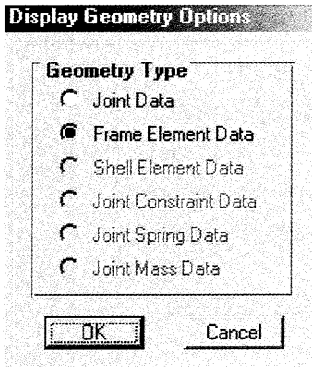 Display Geometry Options
Geometry Type
Joint Data
Frame Element Data
Shell Element Data
Joint Constraint Data
Joint Spring Data
Joint Mass Data
OK
Cancel